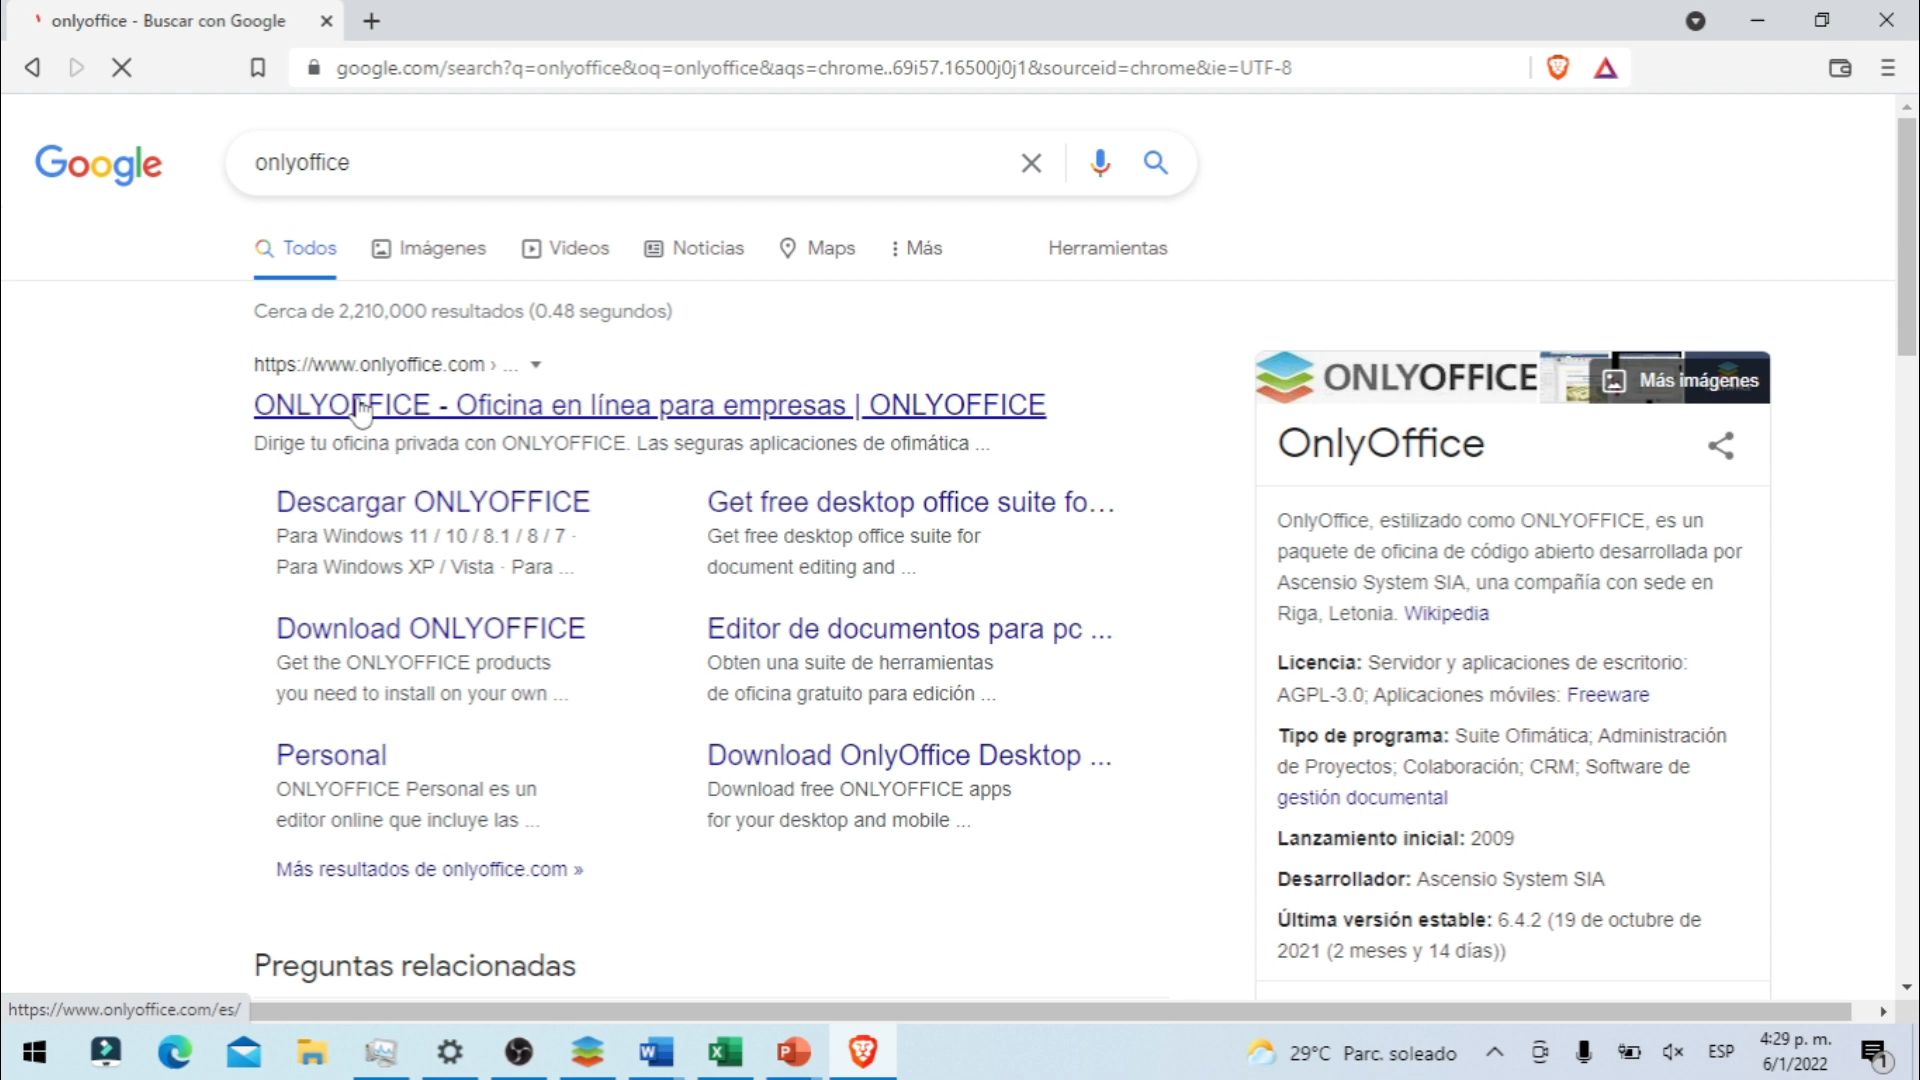 onlyoffice - Buscar con Google
google.com/search?q=onlyoffice&oq=onlyoffice&aqs=chrome..69i57.16500j0j1&sourceid=chrome&ie=UTF-8
Google
onlyoffice
Todos
Imágenes
Videos
Noticias
Maps
Más
Herramientas
Cerca de 2,210,000 resultados (0.48 segundos)
https://www.onlyoffice.com › ...
ONLYOFFICE - Oficina en línea para empresas | ONLYOFFICE
Dirige tu oficina privada con ONLYOFFICE. Las seguras aplicaciones de ofimática ...
Descargar ONLYOFFICE
Para Windows 11 / 10 / 8.1 / 8 / 7 ·
Para Windows XP / Vista · Para ...
Get free desktop office suite fo...
Get free desktop office suite for
document editing and ...
Download ONLYOFFICE
Get the ONLYOFFICE products
you need to install on your own ...
Editor de documentos para pc ...
Obten una suite de herramientas
de oficina gratuito para edición ...
Personal
ONLYOFFICE Personal es un
editor online que incluye las ...
Download OnlyOffice Desktop ...
Download free ONLYOFFICE apps
for your desktop and mobile ...
Más resultados de onlyoffice.com »
Preguntas relacionadas
ONLYOFFICE
Más imágenes
OnlyOffice
OnlyOffice, estilizado como ONLYOFFICE, es un
paquete de oficina de código abierto desarrollada por
Ascensio System SIA, una compañía con sede en
Riga, Letonia. Wikipedia
Licencia: Servidor y aplicaciones de escritorio:
AGPL-3.0; Aplicaciones móviles: Freeware
Tipo de programa: Suite Ofimática; Administración
de Proyectos; Colaboración; CRM; Software de
gestión documental
Lanzamiento inicial: 2009
Desarrollador: Ascensio System SIA
Última versión estable: 6.4.2 (19 de octubre de
2021 (2 meses y 14 días))
https://www.onlyoffice.com/es/
29°C Parc. soleado
ESP
4:29 p. m.
6/1/2022
1